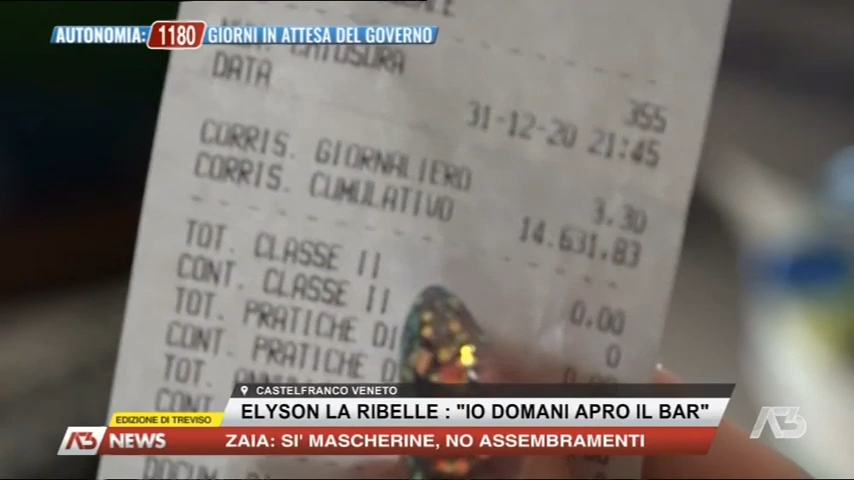 AUTONOMIA: 1180 GIORNI IN ATTESA DEL GOVERNO
355
DATA 31-12-20 21:45
CORRIS. GIORNALIERO 3.30
CORRIS. CUMULATIVO 14.631,83
TOT. CLASSE II 0.00
CONT. CLASSE II 0
TOT. PRATICHE DI
CONT. PRATICHE D
TOT.
CONT
CASTELFRANCO VENETO
ELYSON LA RIBELLE : "IO DOMANI APRO IL BAR"
EDIZIONE DI TREVISO
A3 NEWS
ZAIA: SI' MASCHERINE, NO ASSEMBRAMENTI
A3